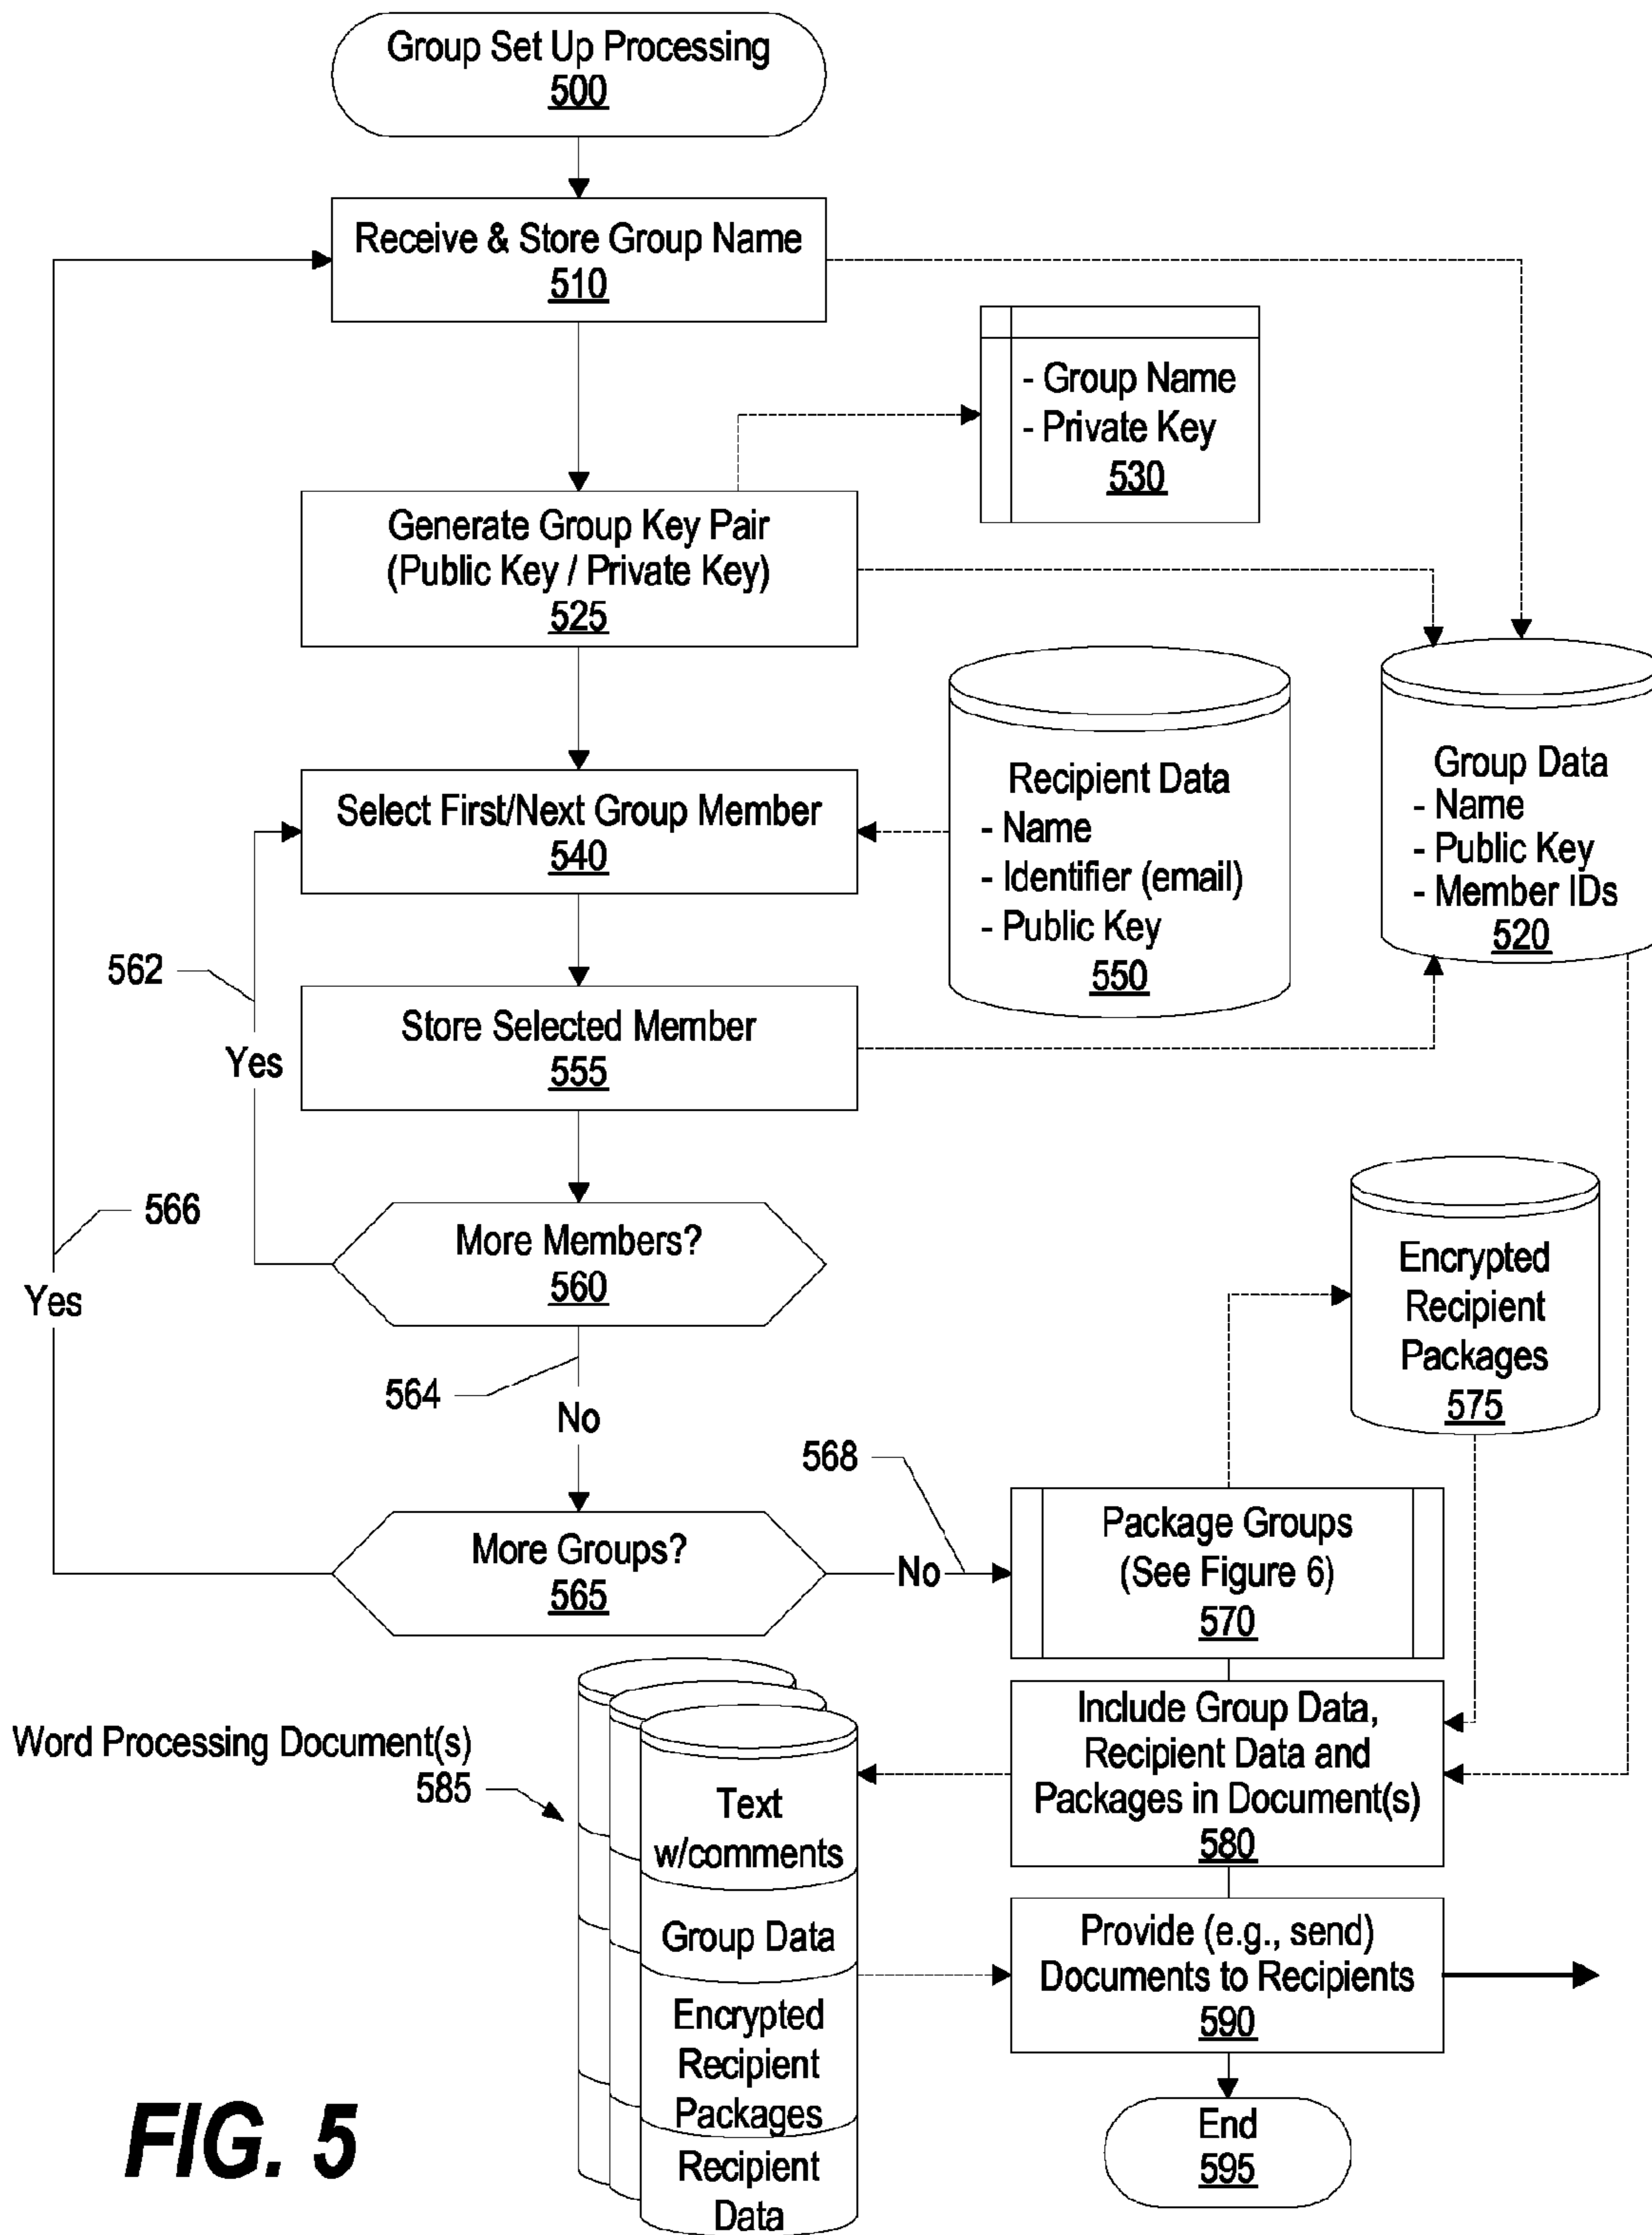 Group Set Up Processing
500
Receive & Store Group Name
510
- Group Name
- Private Key
530
Generate Group Key Pair
(Public Key / Private Key)
525
Recipient Data
- Name
- Identifier (email)
- Public Key
550
Group Data
- Name
- Public Key
- Member IDs
520
Select First/Next Group Member
540
562
Yes
Store Selected Member
555
566
Yes
More Members?
560
Encrypted
Recipient
Packages
575
564
No
568
More Groups?
565
No
Package Groups
(See Figure 6)
570
Word Processing Document(s)
585
Include Group Data,
Recipient Data and
Packages in Document(s)
580
Text
w/comments
Group Data
Encrypted
Recipient
Packages
Recipient
Data
Provide (e.g., send)
Documents to Recipients
590
End
595
FIG. 5